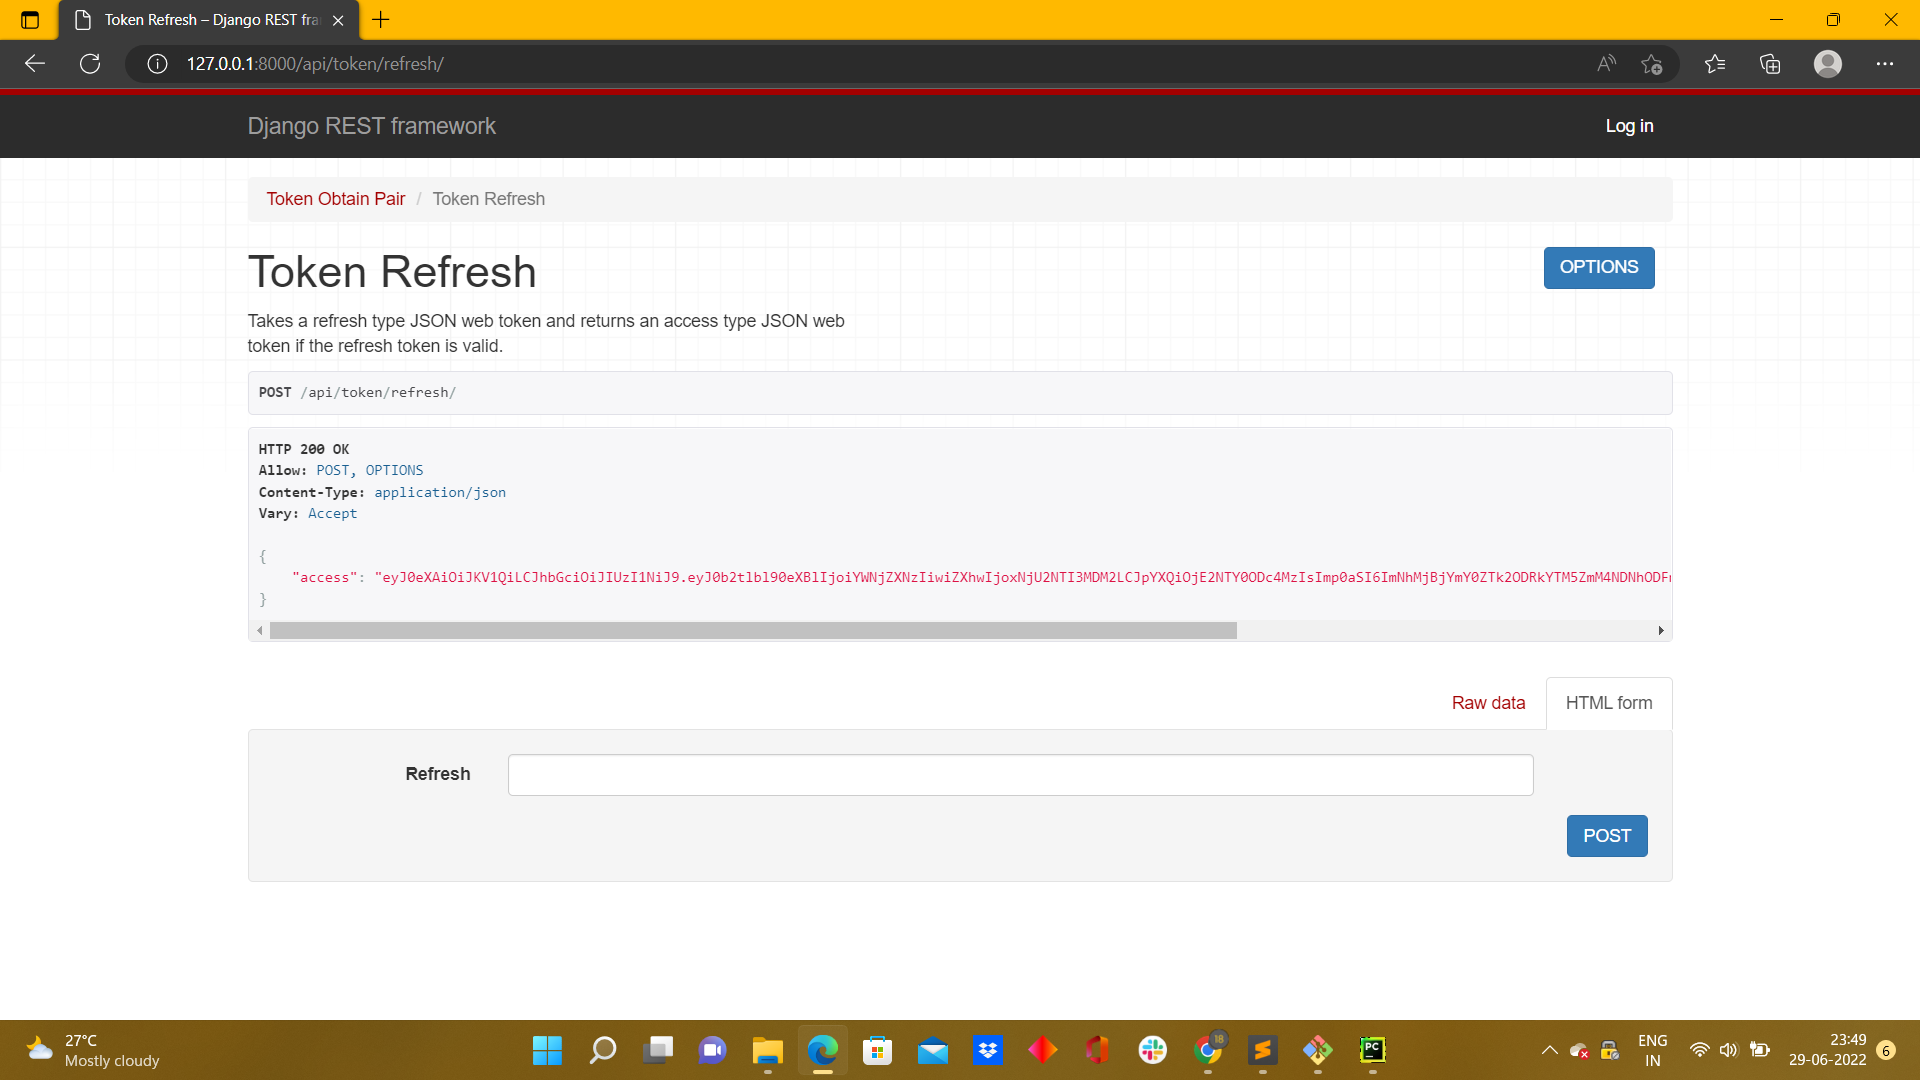 Token Refresh – Django REST fra
127.0.0.1:8000/api/token/refresh/
Django REST framework
Log in
Token Obtain Pair / Token Refresh
Token Refresh
OPTIONS
Takes a refresh type JSON web token and returns an access type JSON web
token if the refresh token is valid.
POST /api/token/refresh/
HTTP 200 OK
Allow: POST, OPTIONS
Content-Type: application/json
Vary: Accept
{
"access": "eyJ0eXAiOiJKV1QiLCJhbGciOiJIUzI1NiJ9.eyJ0b2tlbl90eXBlIjoiYWNjZXNzIiwiZXhwIjoxNjU2NTI3MDM2LCJpYXQiOjE2NTY0ODc4MzIsImp0aSI6ImNhMjBjYmY0ZTk2ODRkYTM5ZmM4NDNhODFn
}
Raw data
HTML form
Refresh
POST
27°C
Mostly cloudy
18
PC
ENG
IN
23:49
29-06-2022
6